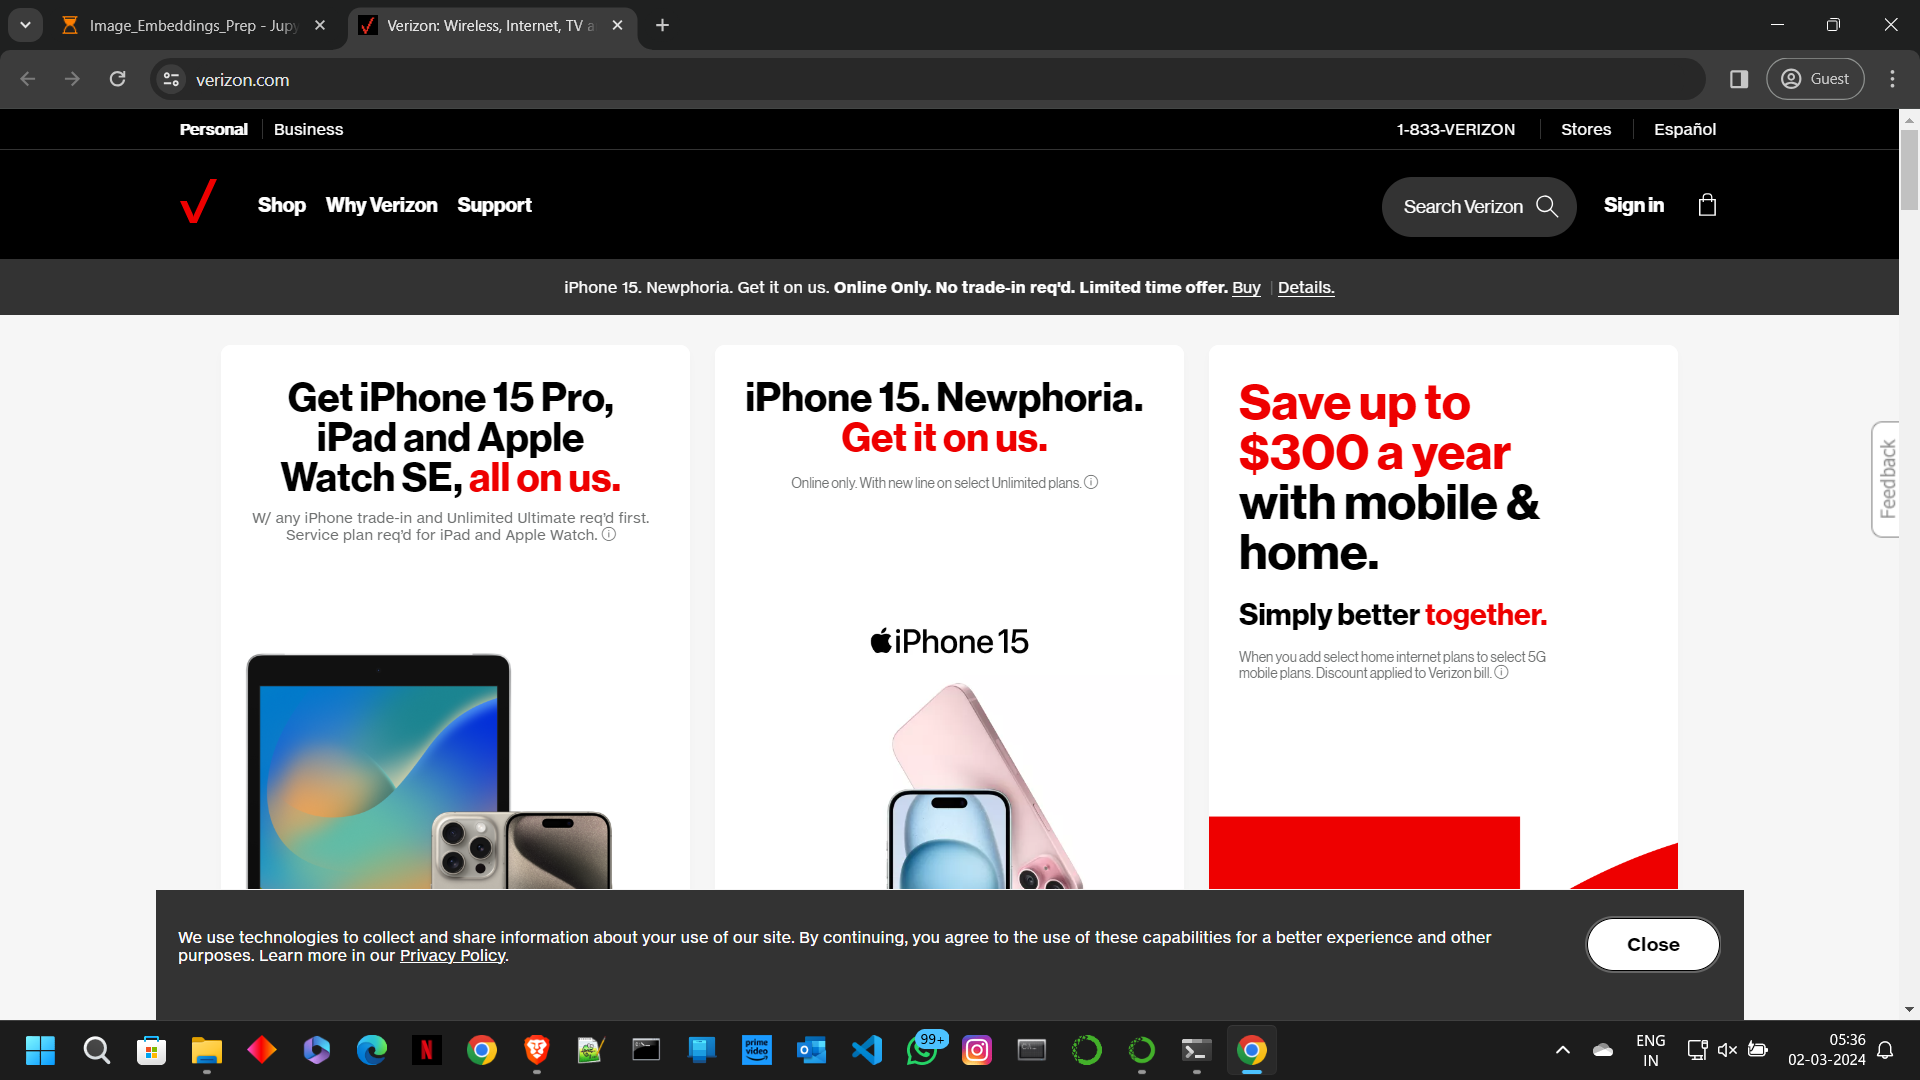 Image_Embeddings_Prep - Jupy
Verizon: Wireless, Internet, TV a
verizon.com
Guest
Personal
Business
1-833-VERIZON
Stores
Español
Shop
Why Verizon
Support
Search Verizon
Sign in
iPhone 15. Newphoria. Get it on us. Online Only. No trade-in req'd. Limited time offer. Buy | Details.
Get iPhone 15 Pro,
iPad and Apple
Watch SE, all on us.
W/ any iPhone trade-in and Unlimited Ultimate req'd first.
Service plan req'd for iPad and Apple Watch.
iPhone 15. Newphoria.
Get it on us.
Online only. With new line on select Unlimited plans.
iPhone 15
Save up to
$300 a year
with mobile &
home.
Simply better together.
When you add select home internet plans to select 5G
mobile plans. Discount applied to Verizon bill.
Feedback
We use technologies to collect and share information about your use of our site. By continuing, you agree to the use of these capabilities for a better experience and other
purposes. Learn more in our Privacy Policy.
Close
prime
video
99+
ENG
IN
05:36
02-03-2024